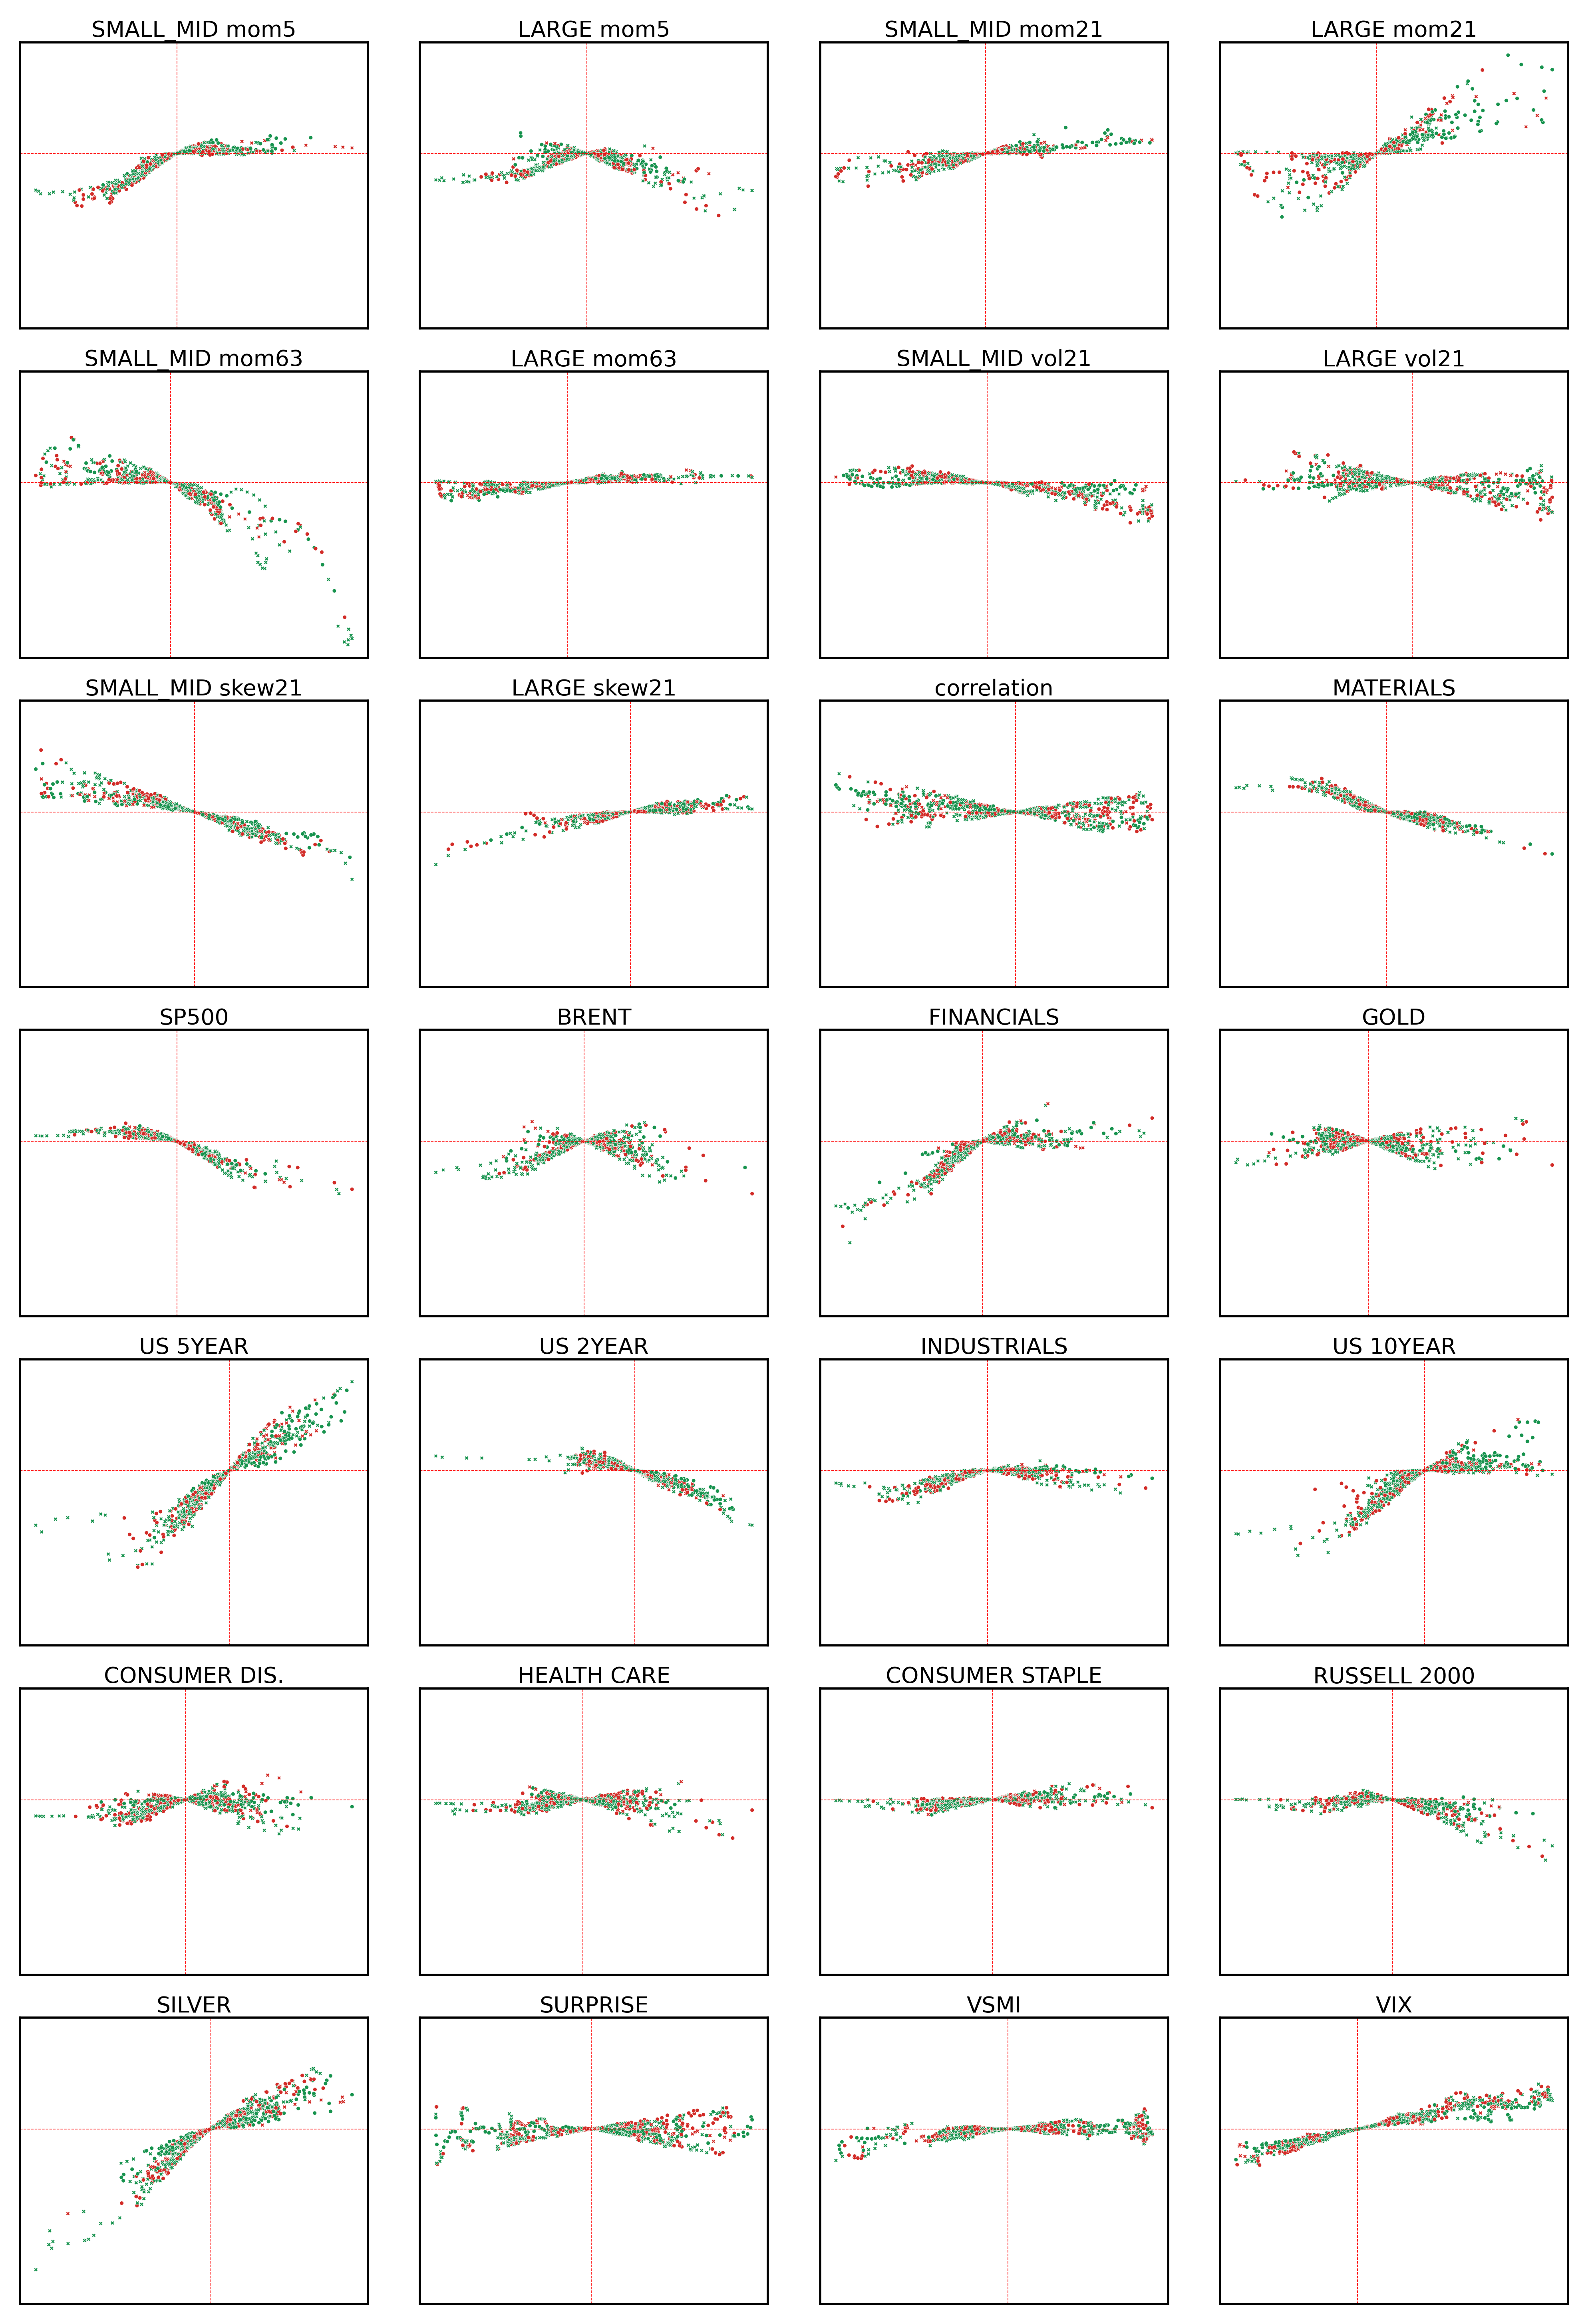 SMALL_MID mom5
LARGE mom5
SMALL_MID mom21
LARGE mom21
SMALL_MID mom63
LARGE mom63
SMALL_MID vol21
LARGE vol21
SMALL_MID skew21
LARGE skew21
correlation
MATERIALS
SP500
BRENT
FINANCIALS
GOLD
US 5YEAR
US 2YEAR
INDUSTRIALS
US 10YEAR
CONSUMER DIS.
HEALTH CARE
CONSUMER STAPLE
RUSSELL 2000
SILVER
SURPRISE
VSMI
VIX